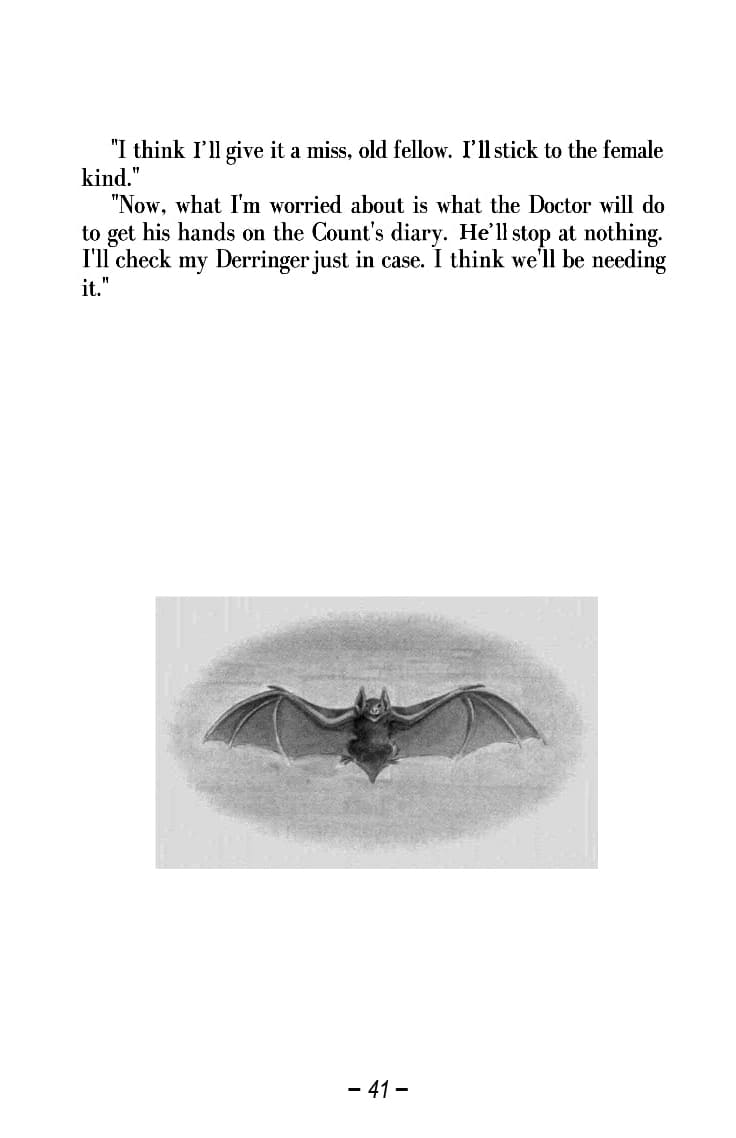 "I think I’ll give it a miss, old fellow. I’ll stick to the female
kind."
"Now, what I'm worried about is what the Doctor will do
to get his hands on the Count's diary. He’ll stop at nothing.
I'll check my Derringer just in case. I think we'll be needing
it."
– 41 –